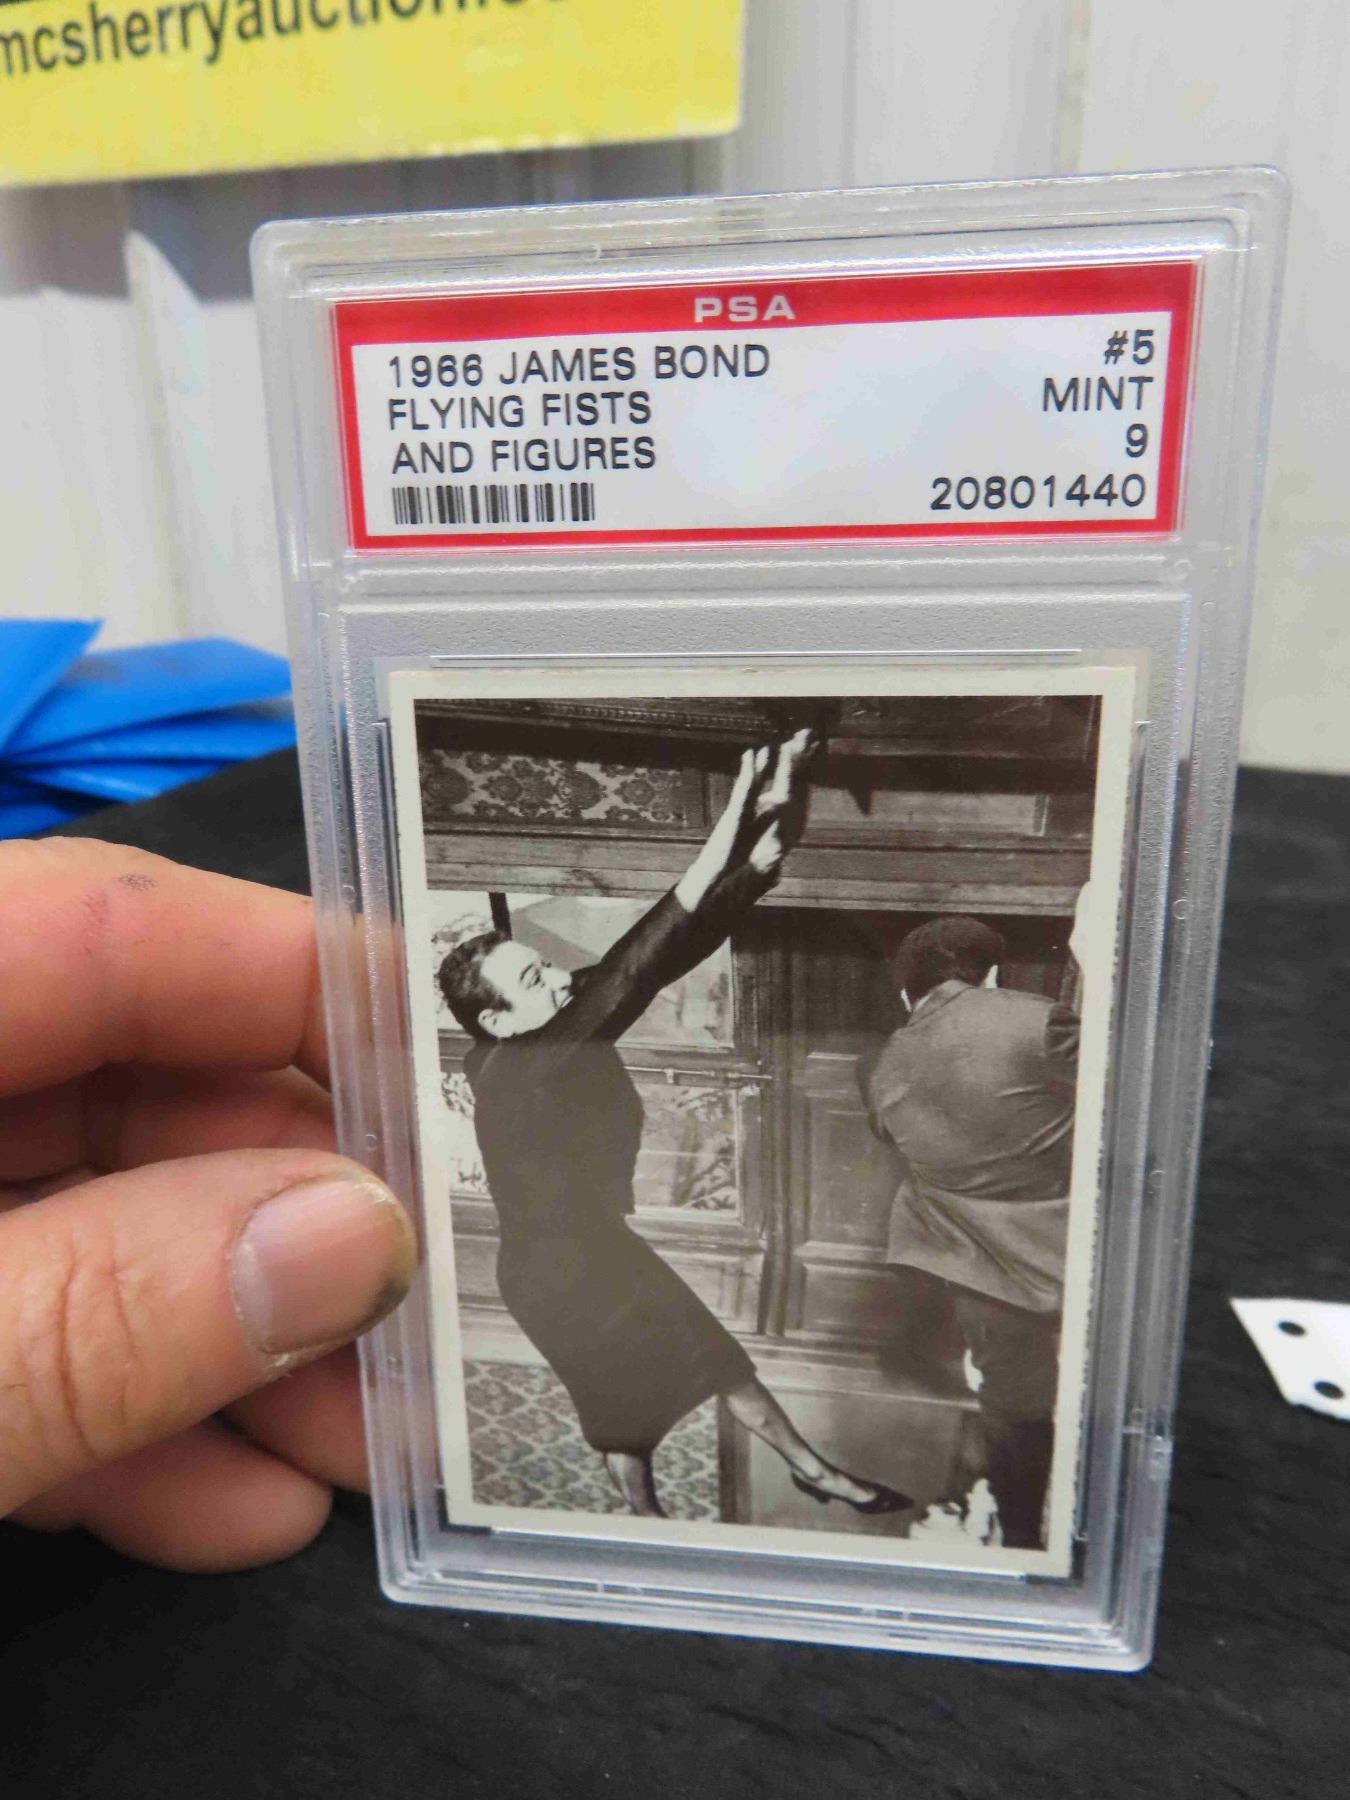 mcsherryauction.
PSA
1966 JAMES BOND #5
FLYING FISTS MINT
AND FIGURES 9
20801440